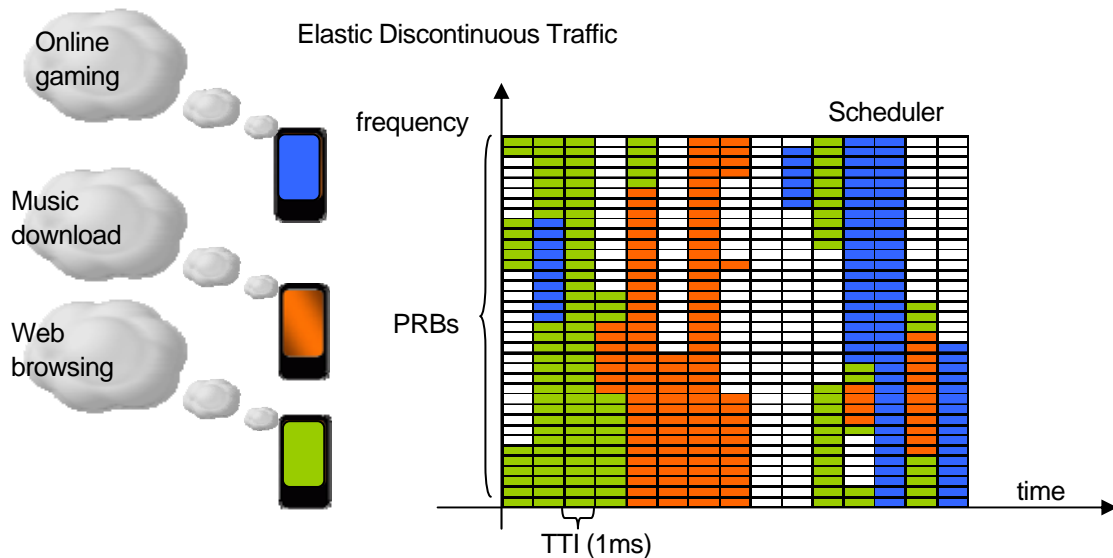 Online
gaming
Elastic Discontinuous Traffic
frequency
Scheduler
Music
download
PRBs
Web
browsing
time
TTI (1ms)